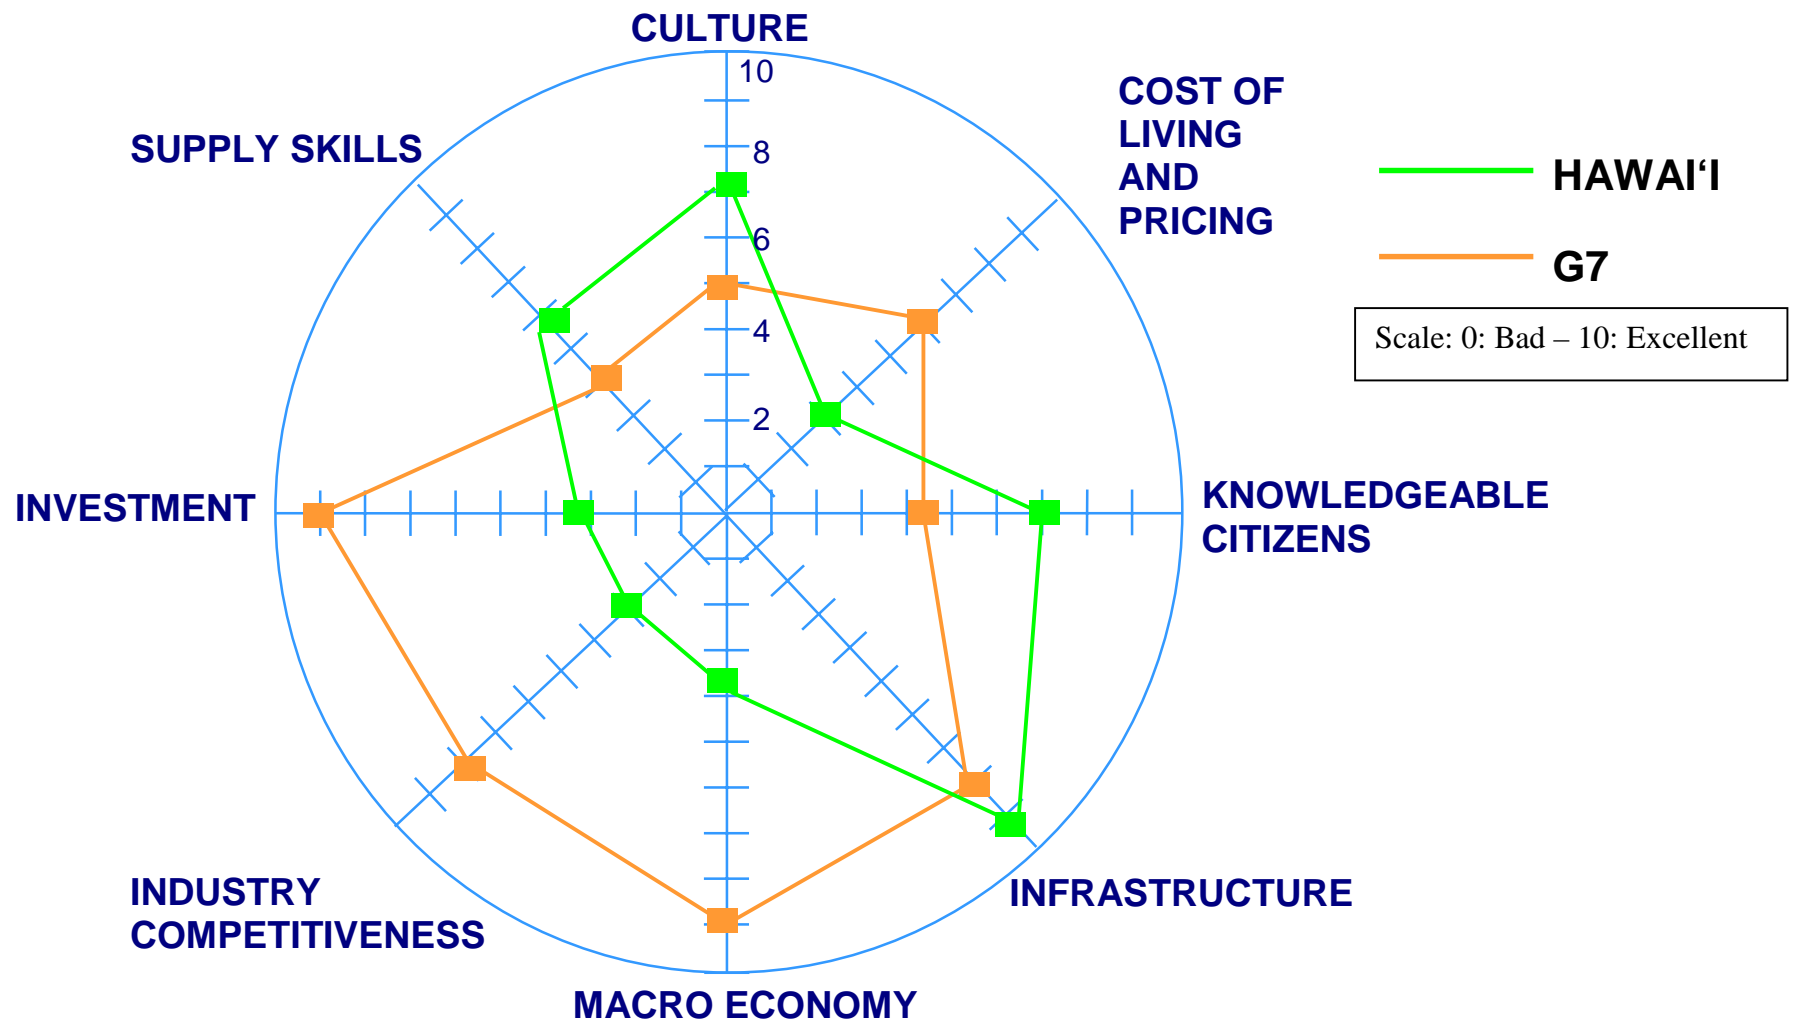 CULTURE
10
8
6
4
2
COST OF
LIVING
AND
PRICING
SUPPLY SKILLS
HAWAI‘I
G7
Scale: 0: Bad – 10: Excellent
INVESTMENT
KNOWLEDGEABLE
CITIZENS
INDUSTRY
COMPETITIVENESS
INFRASTRUCTURE
MACRO ECONOMY